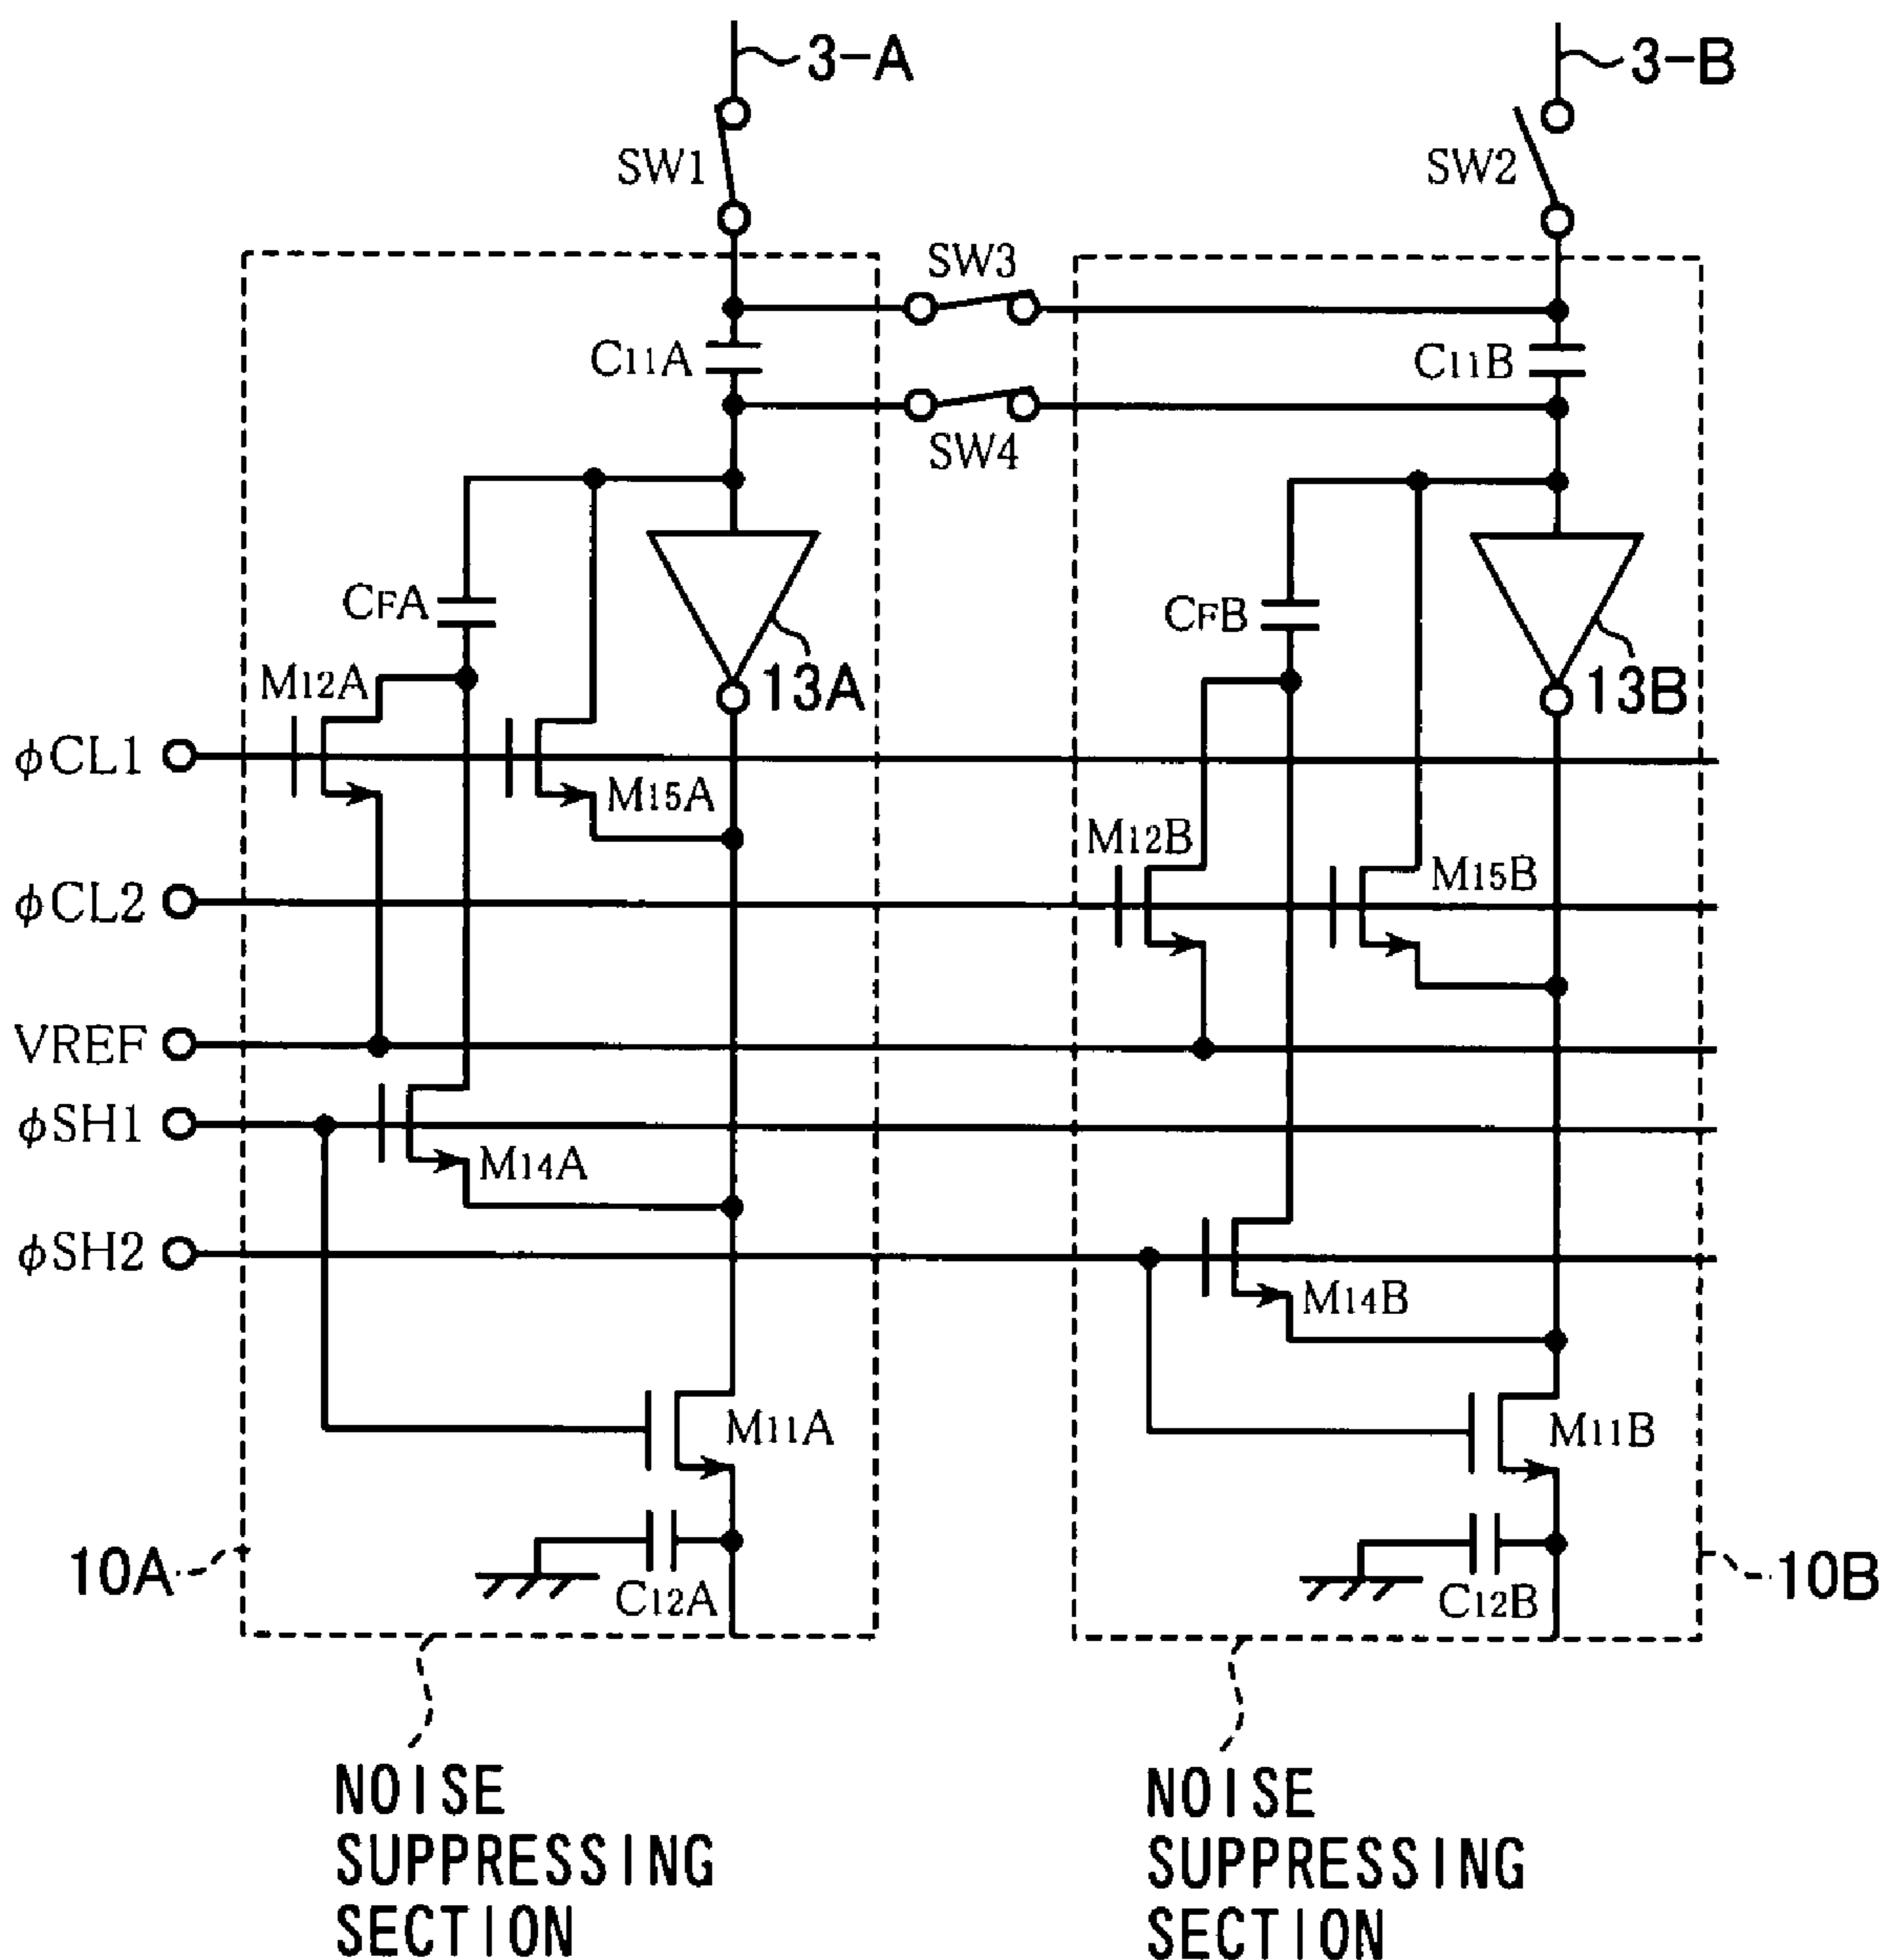 3-A
3-B
SW1
SW2
SW3
C11A
C11B
SW4
CFA
CFB
13A
13B
M12A
φCL1
M15A
M12B
M15B
φCL2
VREF
φSH1
M14A
φSH2
M14B
M11A
M11B
10A
C12A
C12B
10B
NOISE
SUPPRESSING
SECTION
NOISE
SUPPRESSING
SECTION